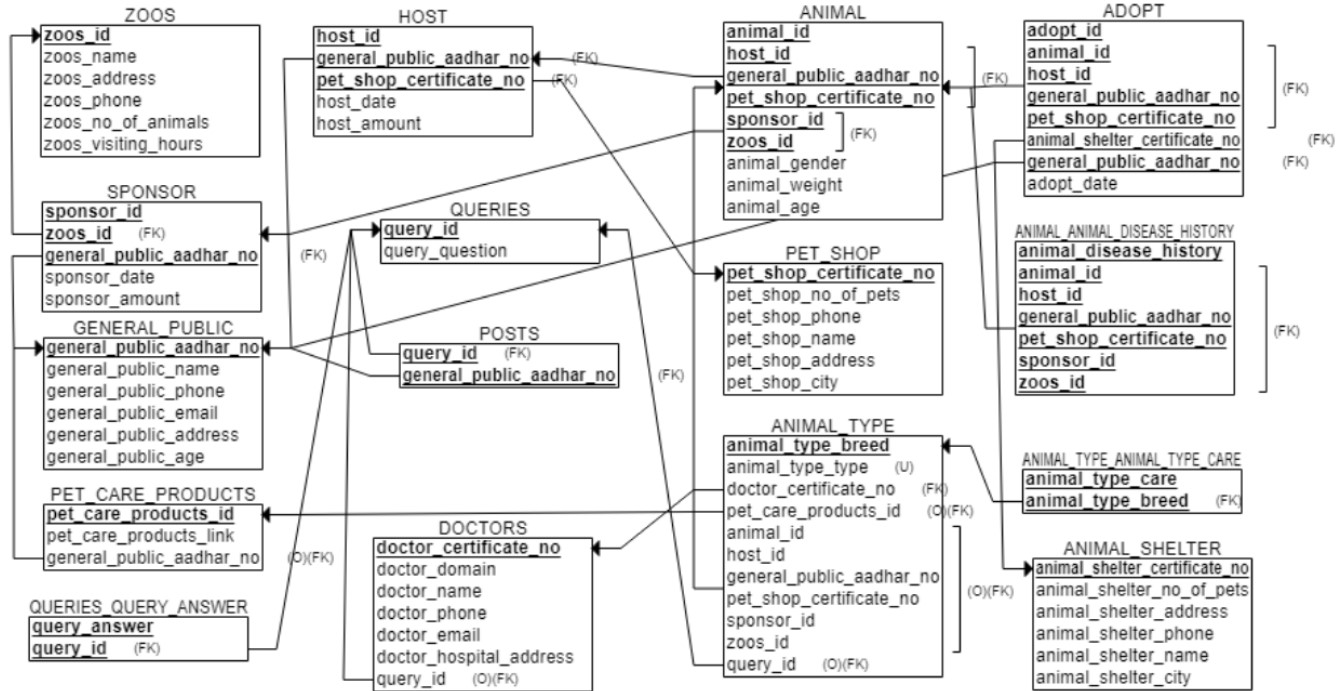 ZOOS
zoos_id
zoos_name
zoos_address
zoos_phone
zoos_no_of_animals
zoos_visiting_hours
HOST
host_id
general_public_aadhar_no (FK)
pet_shop_certificate_no (FK)
host_date
host_amount
ANIMAL
animal_id
host_id
general_public_aadhar_no
pet_shop_certificate_no
(FK)
sponsor_id
zoos_id
(FK)
animal_gender
animal_weight
animal_age
ADOPT
adopt_id
animal_id
host_id
general_public_aadhar_no
pet_shop_certificate_no
(FK)
animal_shelter_certificate_no (FK)
general_public_aadhar_no (FK)
adopt_date
SPONSOR
sponsor_id
zoos_id (FK)
general_public_aadhar_no (FK)
sponsor_date
sponsor_amount
QUERIES
query_id
query_question
PET_SHOP
pet_shop_certificate_no
pet_shop_no_of_pets
pet_shop_phone
pet_shop_name
pet_shop_address
pet_shop_city
ANIMAL_ANIMAL_DISEASE_HISTORY
animal_disease_history
animal_id
host_id
general_public_aadhar_no
pet_shop_certificate_no
sponsor_id
zoos_id
(FK)
GENERAL_PUBLIC
general_public_aadhar_no
general_public_name
general_public_phone
general_public_email
general_public_address
general_public_age
POSTS
query_id (FK)
general_public_aadhar_no (FK)
ANIMAL_TYPE
animal_type_breed
animal_type_type (U)
doctor_certificate_no (FK)
pet_care_products_id (O)(FK)
animal_id
host_id
general_public_aadhar_no
pet_shop_certificate_no
sponsor_id
zoos_id
(O)(FK)
query_id (O)(FK)
ANIMAL_TYPE_ANIMAL_TYPE_CARE
animal_type_care
animal_type_breed (FK)
PET_CARE_PRODUCTS
pet_care_products_id
pet_care_products_link
general_public_aadhar_no (O)(FK)
DOCTORS
doctor_certificate_no
doctor_domain
doctor_name
doctor_phone
doctor_email
doctor_hospital_address
query_id (O)(FK)
ANIMAL_SHELTER
animal_shelter_certificate_no
animal_shelter_no_of_pets
animal_shelter_address
animal_shelter_phone
animal_shelter_name
animal_shelter_city
QUERIES_QUERY_ANSWER
query_answer
query_id (FK)